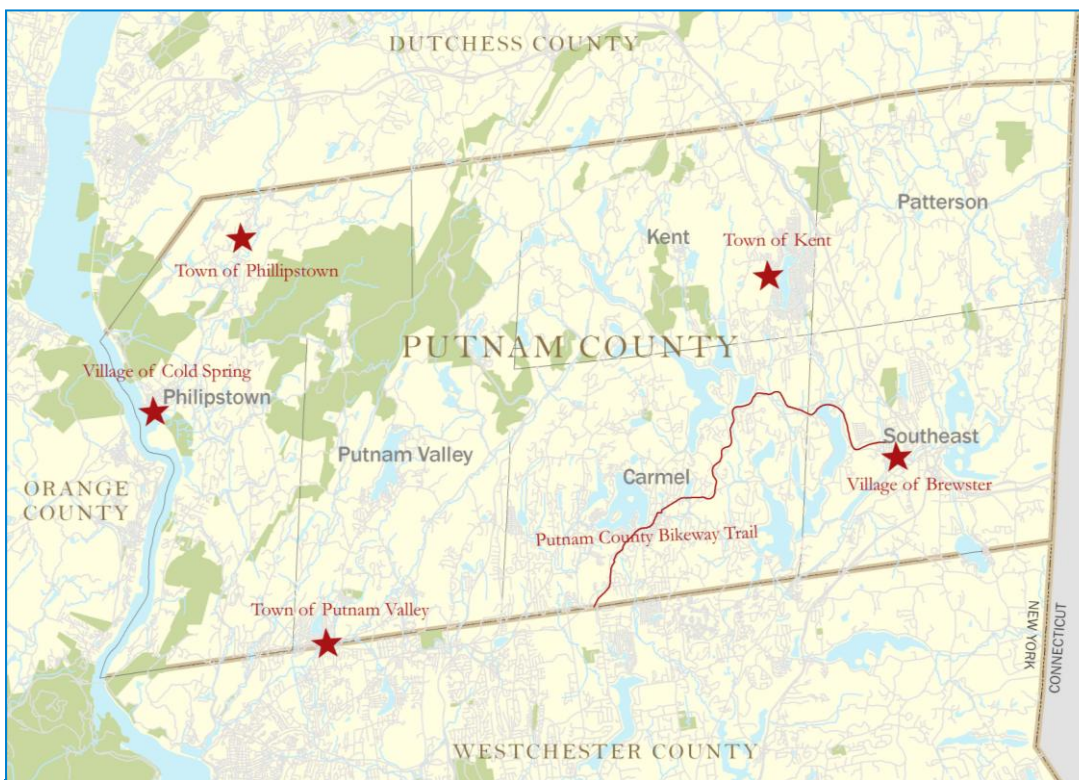 DUTCHESS COUNTY
Patterson
Kent
Town of Kent
Town of Phillipstown
PUTNAM COUNTY
Village of Cold Spring
Philipstown
Southeast
Putnam Valley
Carmel
Village of Brewster
ORANGE
COUNTY
Putnam County Bikeway Trail
Town of Putnam Valley
NEW YORK
CONNECTICUT
WESTCHESTER COUNTY